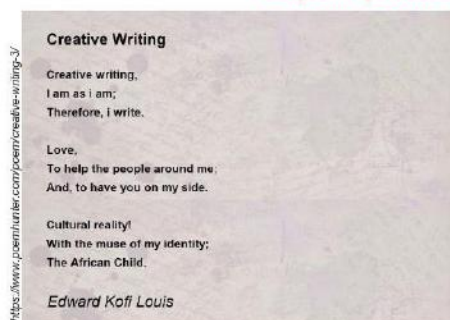 Creative Writing
Creative writing,
I am as i am;
Therefore, i write.
Love,
To help the people around me;
And, to have you on my side.
Cultural reality!
With the muse of my identity;
The African Child.
Edward Kofi Louis
https://www.poemhunter.com/poem/creative-writing-3/